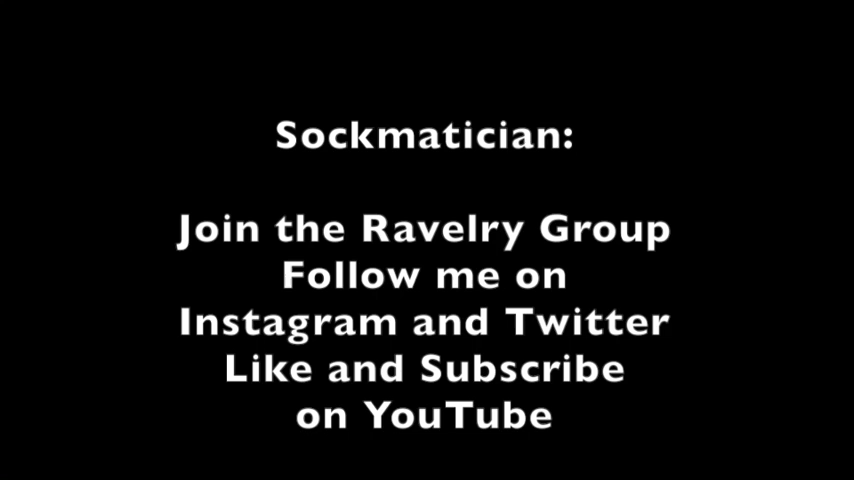 Sockmatician:
Join the Ravelry Group
Follow me on
Instagram and Twitter
Like and Subscribe
on YouTube